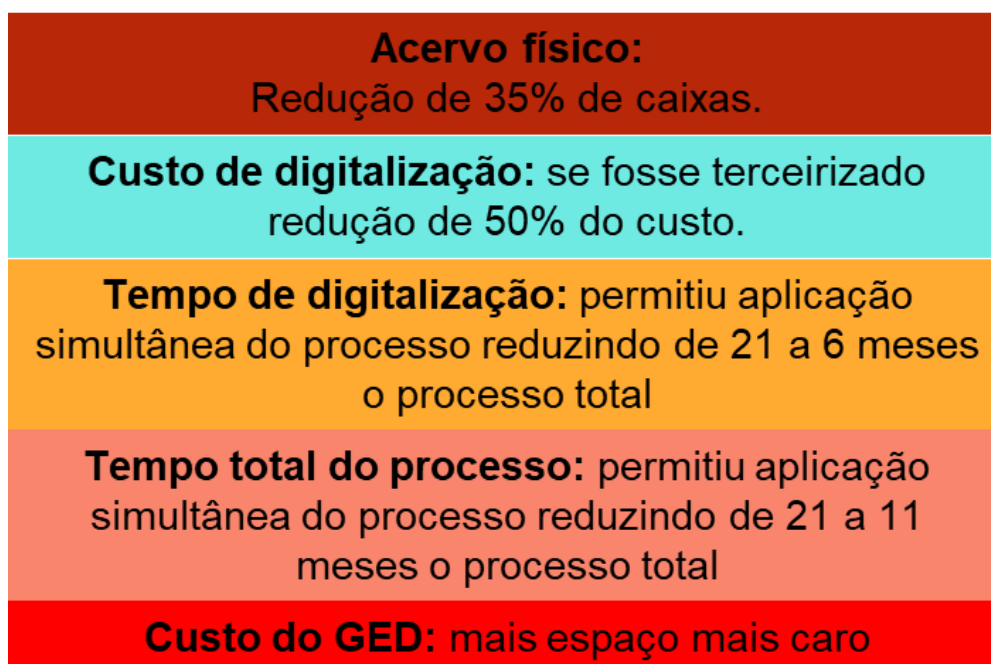 Acervo físico:
Redução de 35% de caixas.
Custo de digitalização: se fosse terceirizado
redução de 50% do custo.
Tempo de digitalização: permitiu aplicação
simultânea do processo reduzindo de 21 a 6 meses
o processo total
Tempo total do processo: permitiu aplicação
simultânea do processo reduzindo de 21 a 11
meses o processo total
Custo do GED: mais espaço mais caro